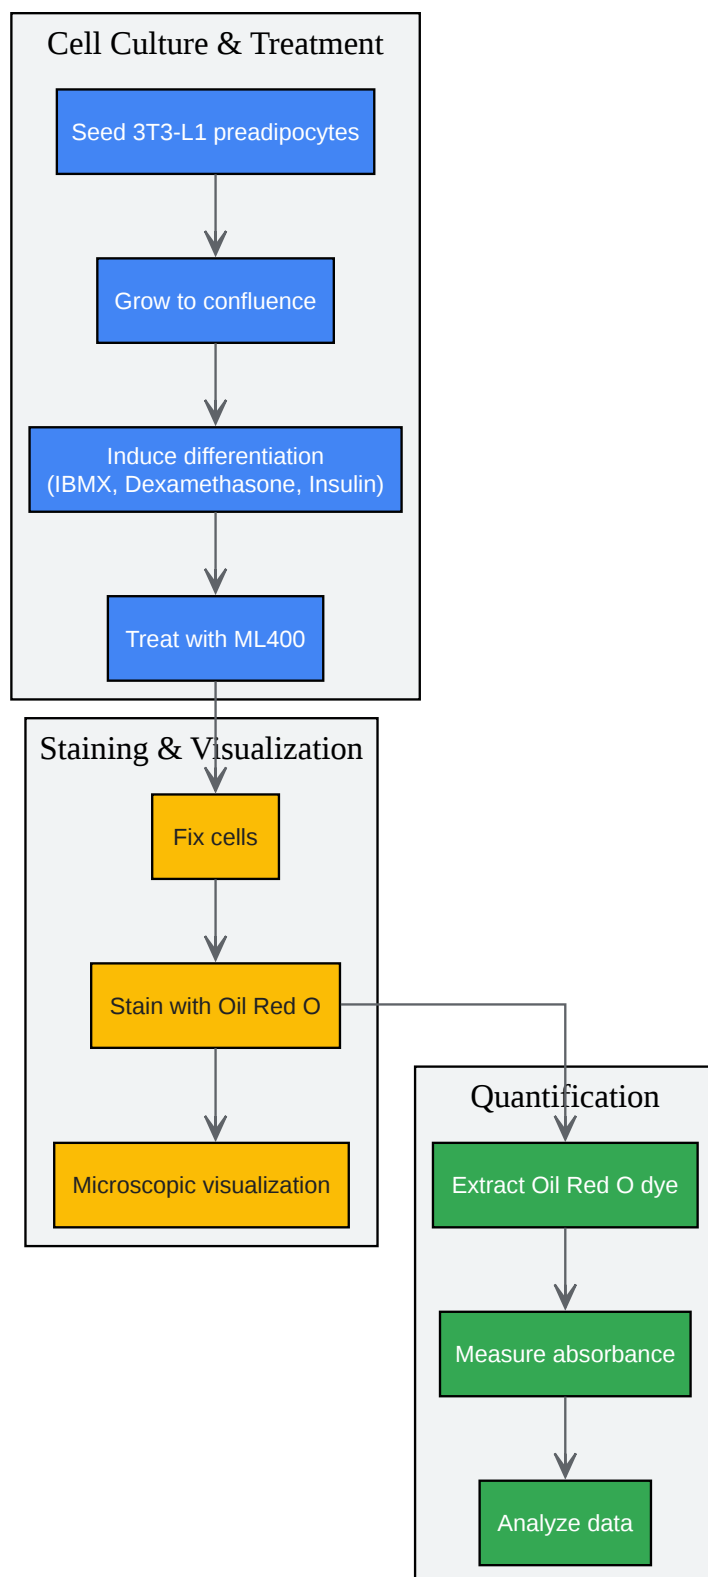 Cell Culture & Treatment
Seed 3T3-L1 preadipocytes
Grow to confluence
Induce differentiation
(IBMX, Dexamethasone, Insulin)
Treat with ML400
Staining & Visualization
Fix cells
Stain with Oil Red O
Microscopic visualization
Quantification
Extract Oil Red O dye
Measure absorbance
Analyze data